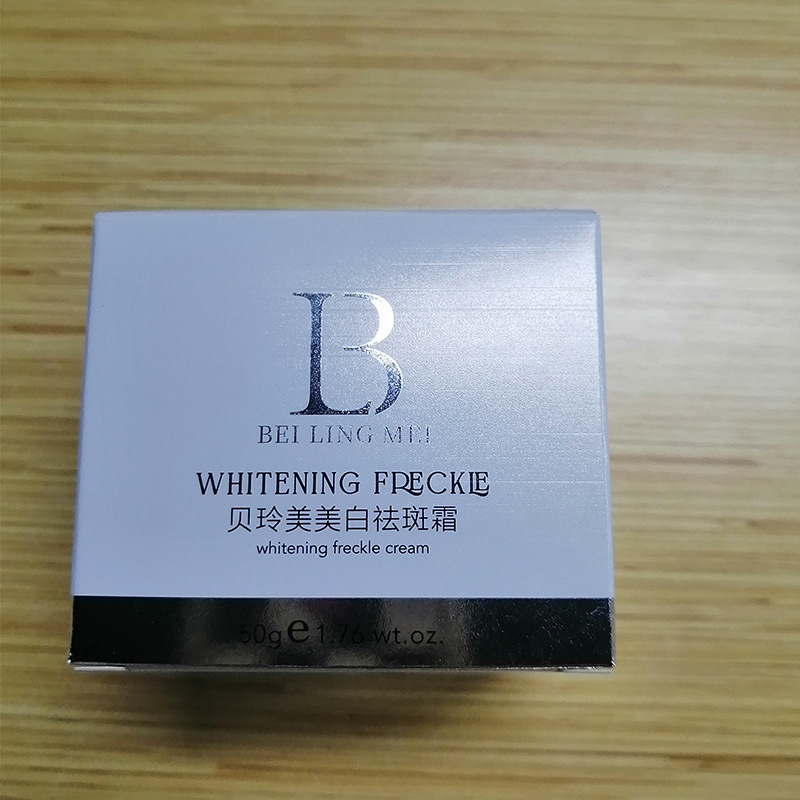 B
BEI LING MEI
WHITENING FRECKLE
贝玲美美白祛斑霜
whitening freckle cream
50g e 1.76 wt.oz.